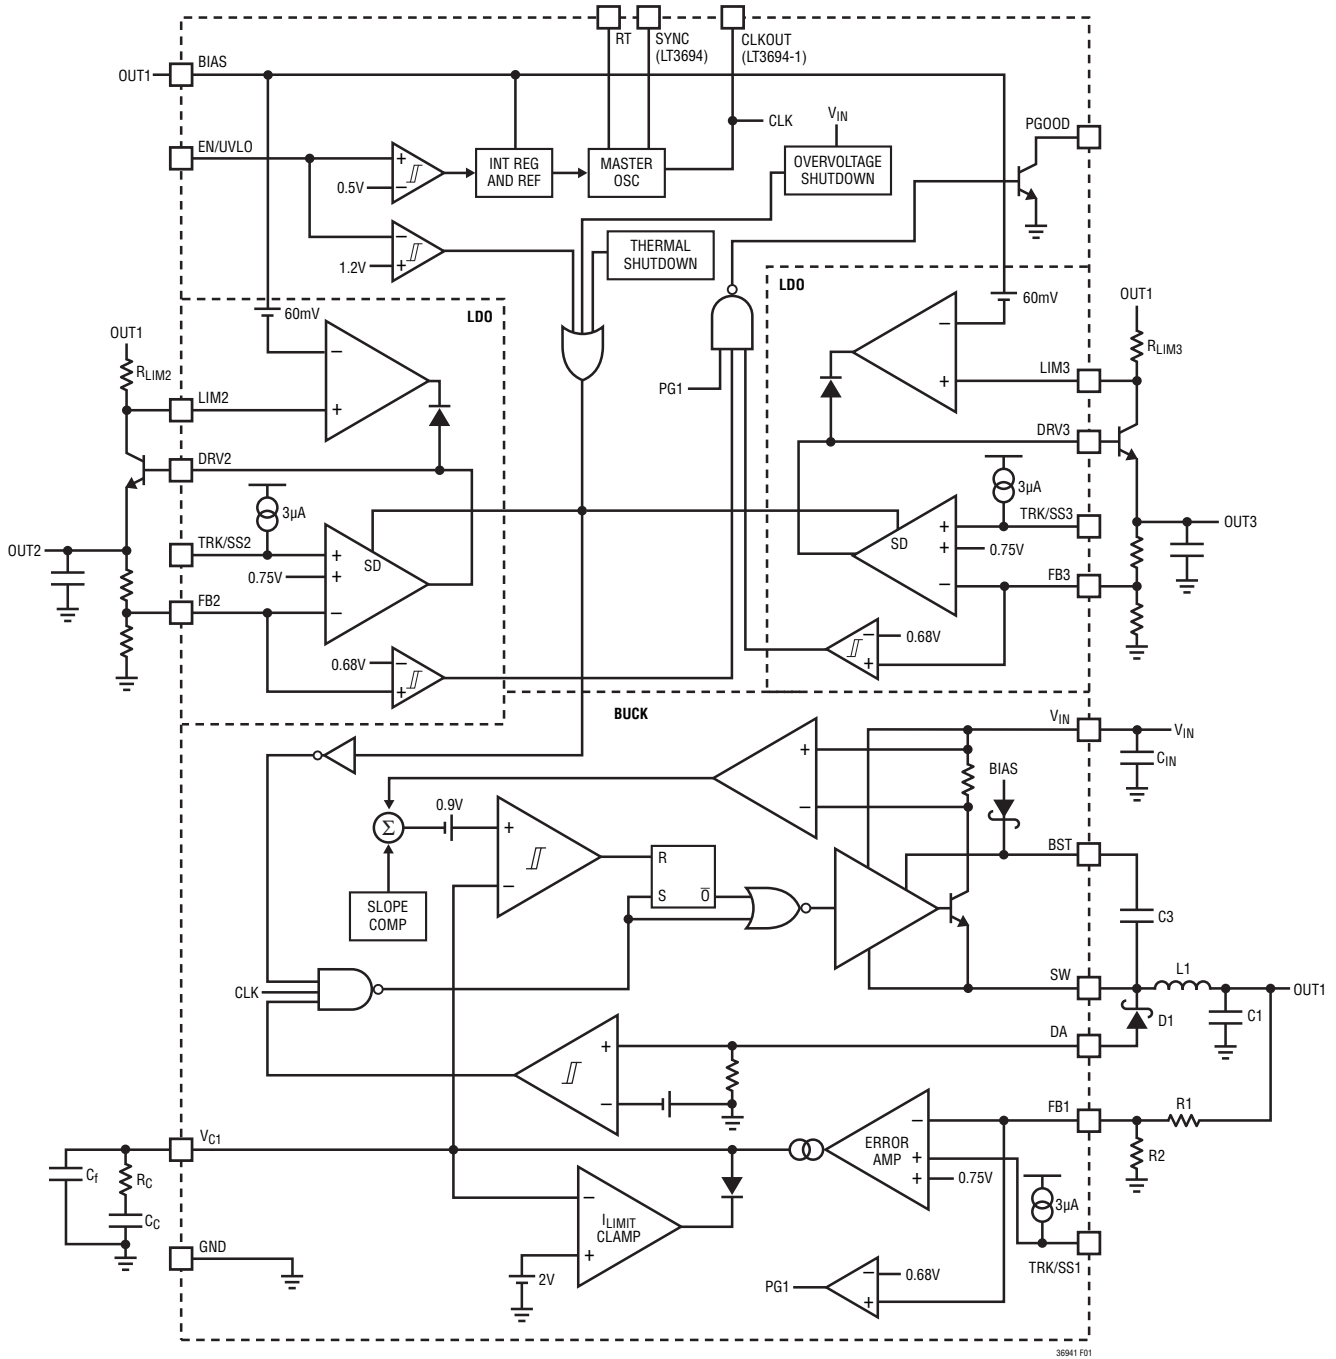 RT
SYNC
(LT3694)
CLKOUT
(LT3694-1)
OUT1
BIAS
CLK
VIN
PGOOD
EN/UVLO
+
–
0.5V
INT REG
AND REF
MASTER
OSC
OVERVOLTAGE
SHUTDOWN
–
+
1.2V
THERMAL
SHUTDOWN
LDO
60mV
LDO
60mV
OUT1
RLIM2
–
+
LIM2
PG1
–
+
OUT1
RLIM3
LIM3
DRV2
DRV3
3µA
3µA
TRK/SS2
+
0.75V
+
SD
–
OUT2
FB2
0.68V
–
+
TRK/SS3
+
SD
+
0.75V
–
OUT3
FB3
–
0.68V
+
BUCK
VIN
VIN
CIN
+
–
BIAS
0.9V
Σ
+
–
SLOPE
COMP
R
S
O
BST
C3
CLK
SW
L1
OUT1
C1
DA
D1
+
–
FB1
R1
R2
–
ERROR
AMP
+
+
0.75V
3µA
TRK/SS1
VC1
Cf
RC
CC
GND
–
ILIMIT
CLAMP
+
2V
PG1
–
0.68V
+
36941 F01